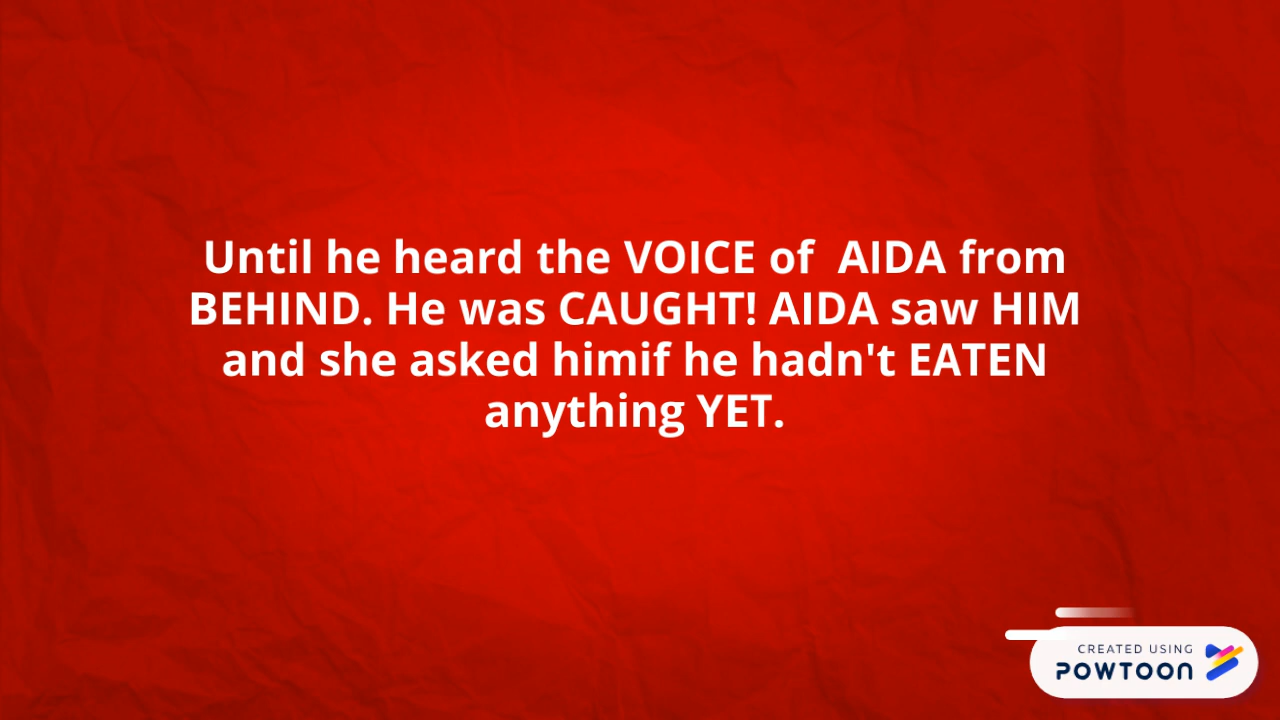 Until he heard the VOICE of  AIDA from
BEHIND. He was CAUGHT! AIDA saw HIM
and she asked himif he hadn't EATEN
anything YET.
CREATED USING
POWTOON